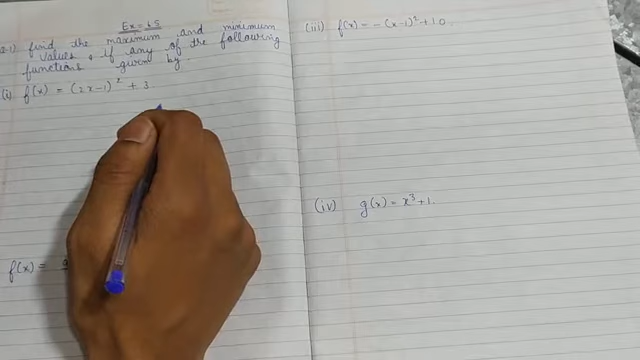 Ex = 6.5
Q-1) find the maximum and minimum
values, if any of the following
functions given by
(i) f(x) = (2x-1)² + 3.
f(x) =
(iii) f(x) = -(x-1)² + 10.
(iv) g(x) = x³+1.